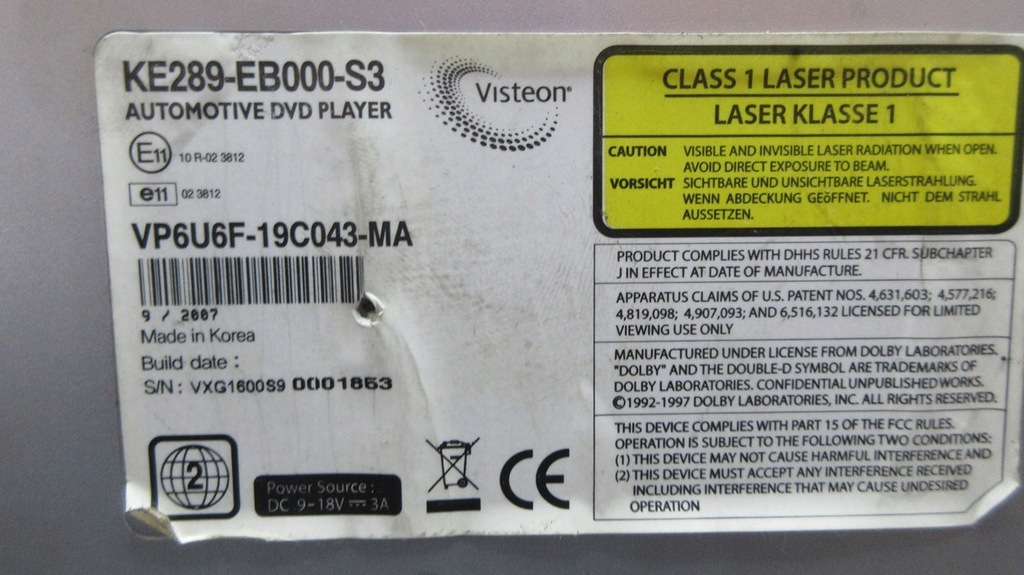 KE289-EB000-S3
AUTOMOTIVE DVD PLAYER
Visteon
E11 10 R-02 3812
e11 02 3812
VP6U6F-19C043-MA
9 / 2007
Made in Korea
Build date :
S/N : VXG1600S9 0001853
2
Power Source :
DC 9-18V ⎓ 3A
CE
CLASS 1 LASER PRODUCT
LASER KLASSE 1
CAUTION VISIBLE AND INVISIBLE LASER RADIATION WHEN OPEN.
AVOID DIRECT EXPOSURE TO BEAM.
VORSICHT SICHTBARE UND UNSICHTBARE LASERSTRAHLUNG.
WENN ABDECKUNG GEöFFNET. NICHT DEM STRAHL
AUSSETZEN.
PRODUCT COMPLIES WITH DHHS RULES 21 CFR. SUBCHAPTER
J IN EFFECT AT DATE OF MANUFACTURE.
APPARATUS CLAIMS OF U.S. PATENT NOS. 4,631,603; 4,577,216;
4,819,098; 4,907,093; AND 6,516,132 LICENSED FOR LIMITED
VIEWING USE ONLY
MANUFACTURED UNDER LICENSE FROM DOLBY LABORATORIES.
"DOLBY" AND THE DOUBLE-D SYMBOL ARE TRADEMARKS OF
DOLBY LABORATORIES. CONFIDENTIAL UNPUBLISHED WORKS.
©1992-1997 DOLBY LABORATORIES, INC. ALL RIGHTS RESERVED.
THIS DEVICE COMPLIES WITH PART 15 OF THE FCC RULES.
OPERATION IS SUBJECT TO THE FOLLOWING TWO CONDITIONS:
(1) THIS DEVICE MAY NOT CAUSE HARMFUL INTERFERENCE AND
(2) THIS DEVICE MUST ACCEPT ANY INTERFERENCE RECEIVED
INCLUDING INTERFERENCE THAT MAY CAUSE UNDESIRED
OPERATION